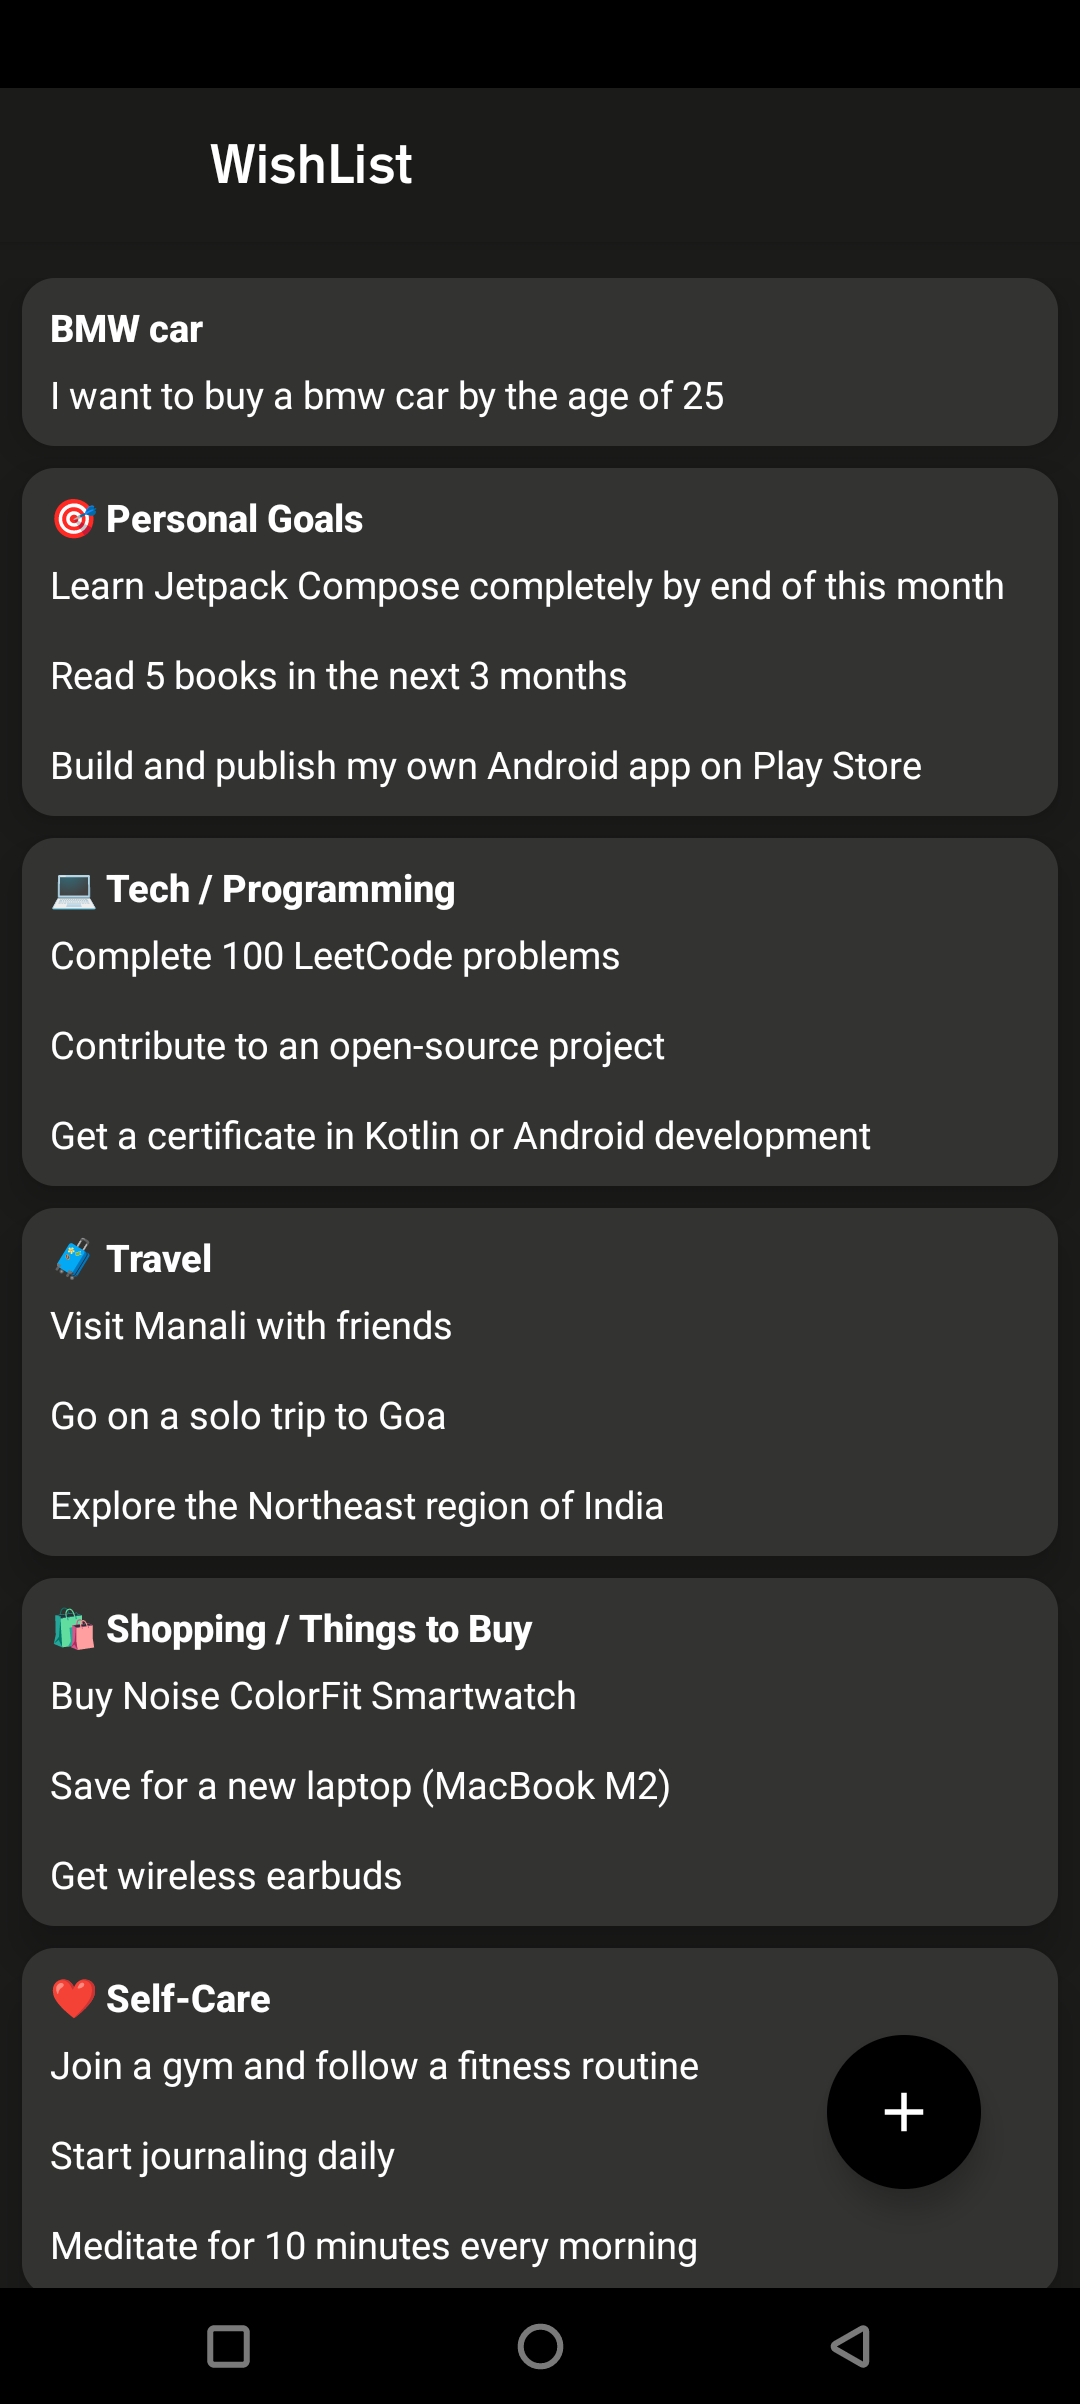 WishList
BMW car
I want to buy a bmw car by the age of 25
🎯 Personal Goals
Learn Jetpack Compose completely by end of this month
Read 5 books in the next 3 months
Build and publish my own Android app on Play Store
💻 Tech / Programming
Complete 100 LeetCode problems
Contribute to an open-source project
Get a certificate in Kotlin or Android development
🧳 Travel
Visit Manali with friends
Go on a solo trip to Goa
Explore the Northeast region of India
🛍️ Shopping / Things to Buy
Buy Noise ColorFit Smartwatch
Save for a new laptop (MacBook M2)
Get wireless earbuds
❤️ Self-Care
Join a gym and follow a fitness routine
Start journaling daily
Meditate for 10 minutes every morning